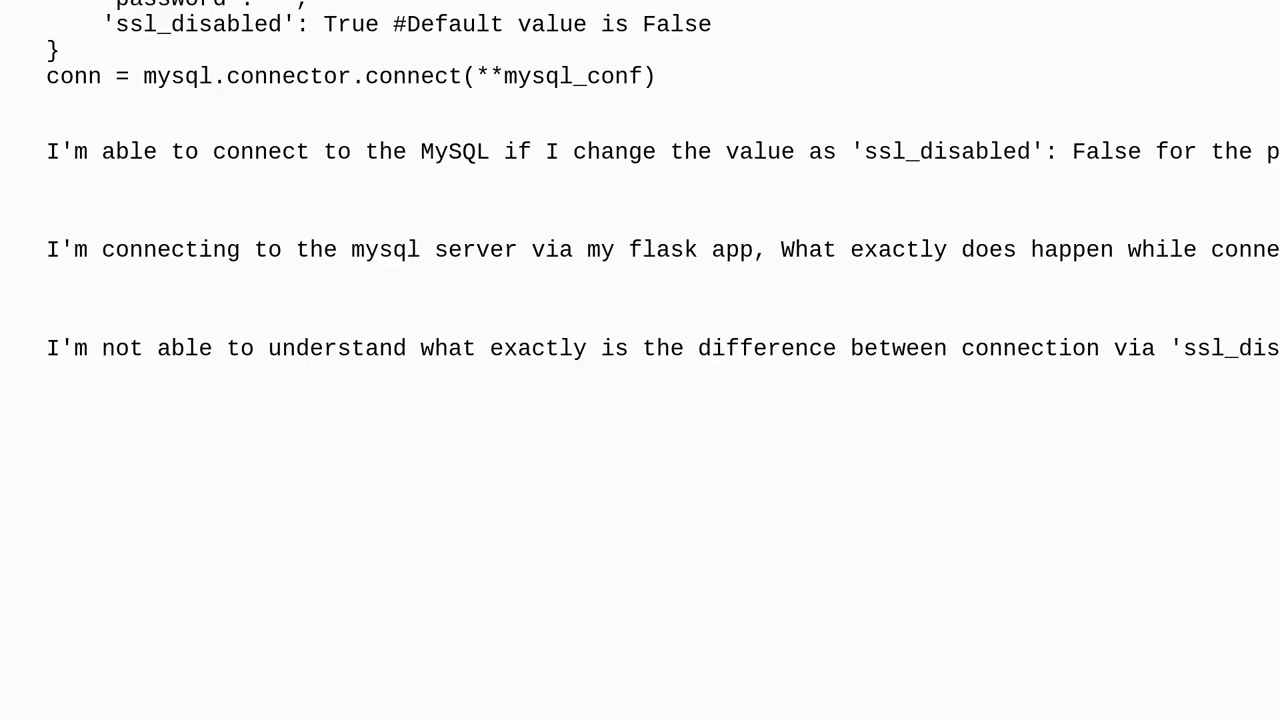 'ssl_disabled': True #Default value is False
}
conn = mysql.connector.connect(**mysql_conf)
I'm able to connect to the MySQL if I change the value as 'ssl_disabled': False for the
I'm connecting to the mysql server via my flask app, What exactly does happen while
I'm not able to understand what exactly is the difference between connection via